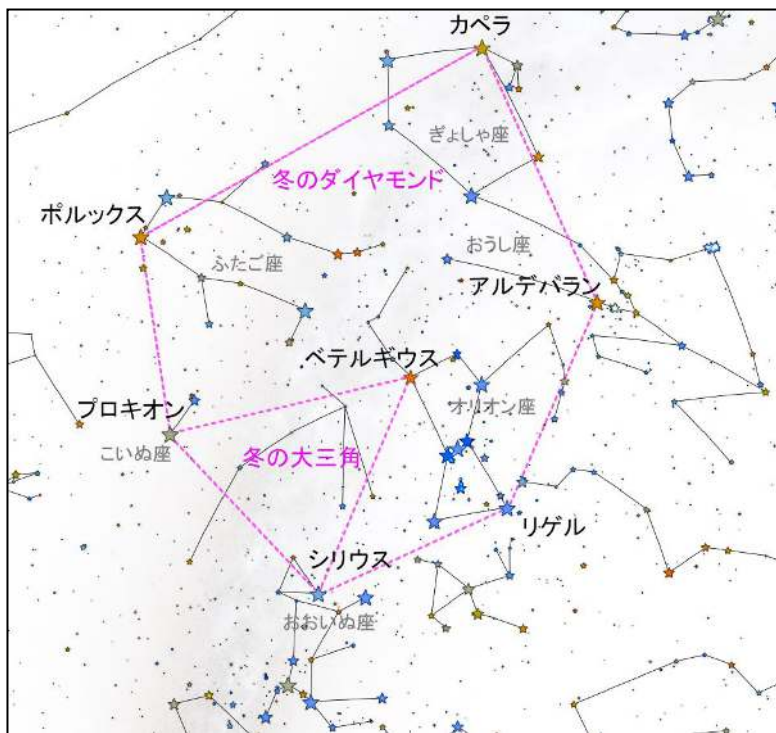 カペラ
ぎょしゃ座
冬のダイヤモンド
ポルックス
ふたご座
おうし座
アルデバラン
ベテルギウス
オリオン座
プロキオン
こいぬ座
冬の大三角
リゲル
シリウス
おおいぬ座